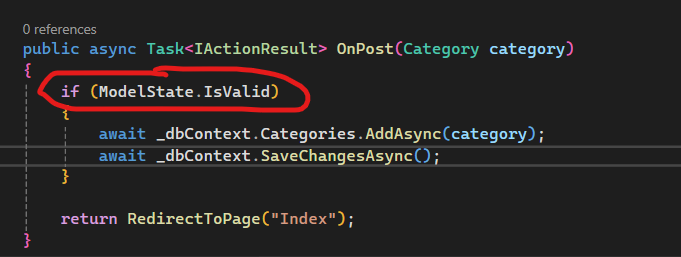 0 references
public async Task<IActionResult> OnPost(Category category)
{
if (ModelState.IsValid)
{
await _dbContext.Categories.AddAsync(category);
await _dbContext.SaveChangesAsync();
}
return RedirectToPage("Index");
}